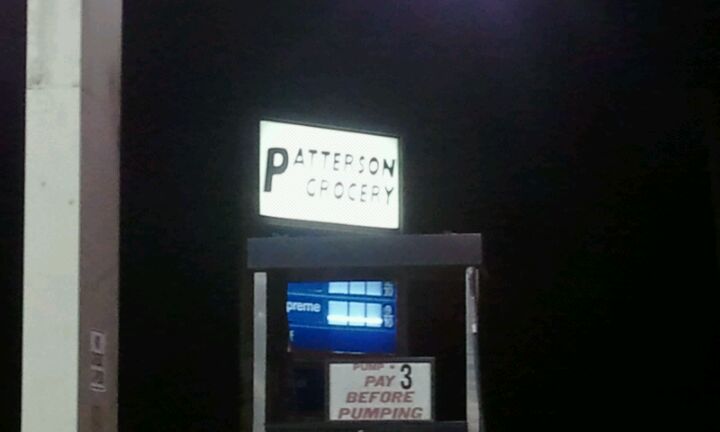 PATTERSON
GROCERY
preme
PUMP
PAY 3
BEFORE
PUMPING